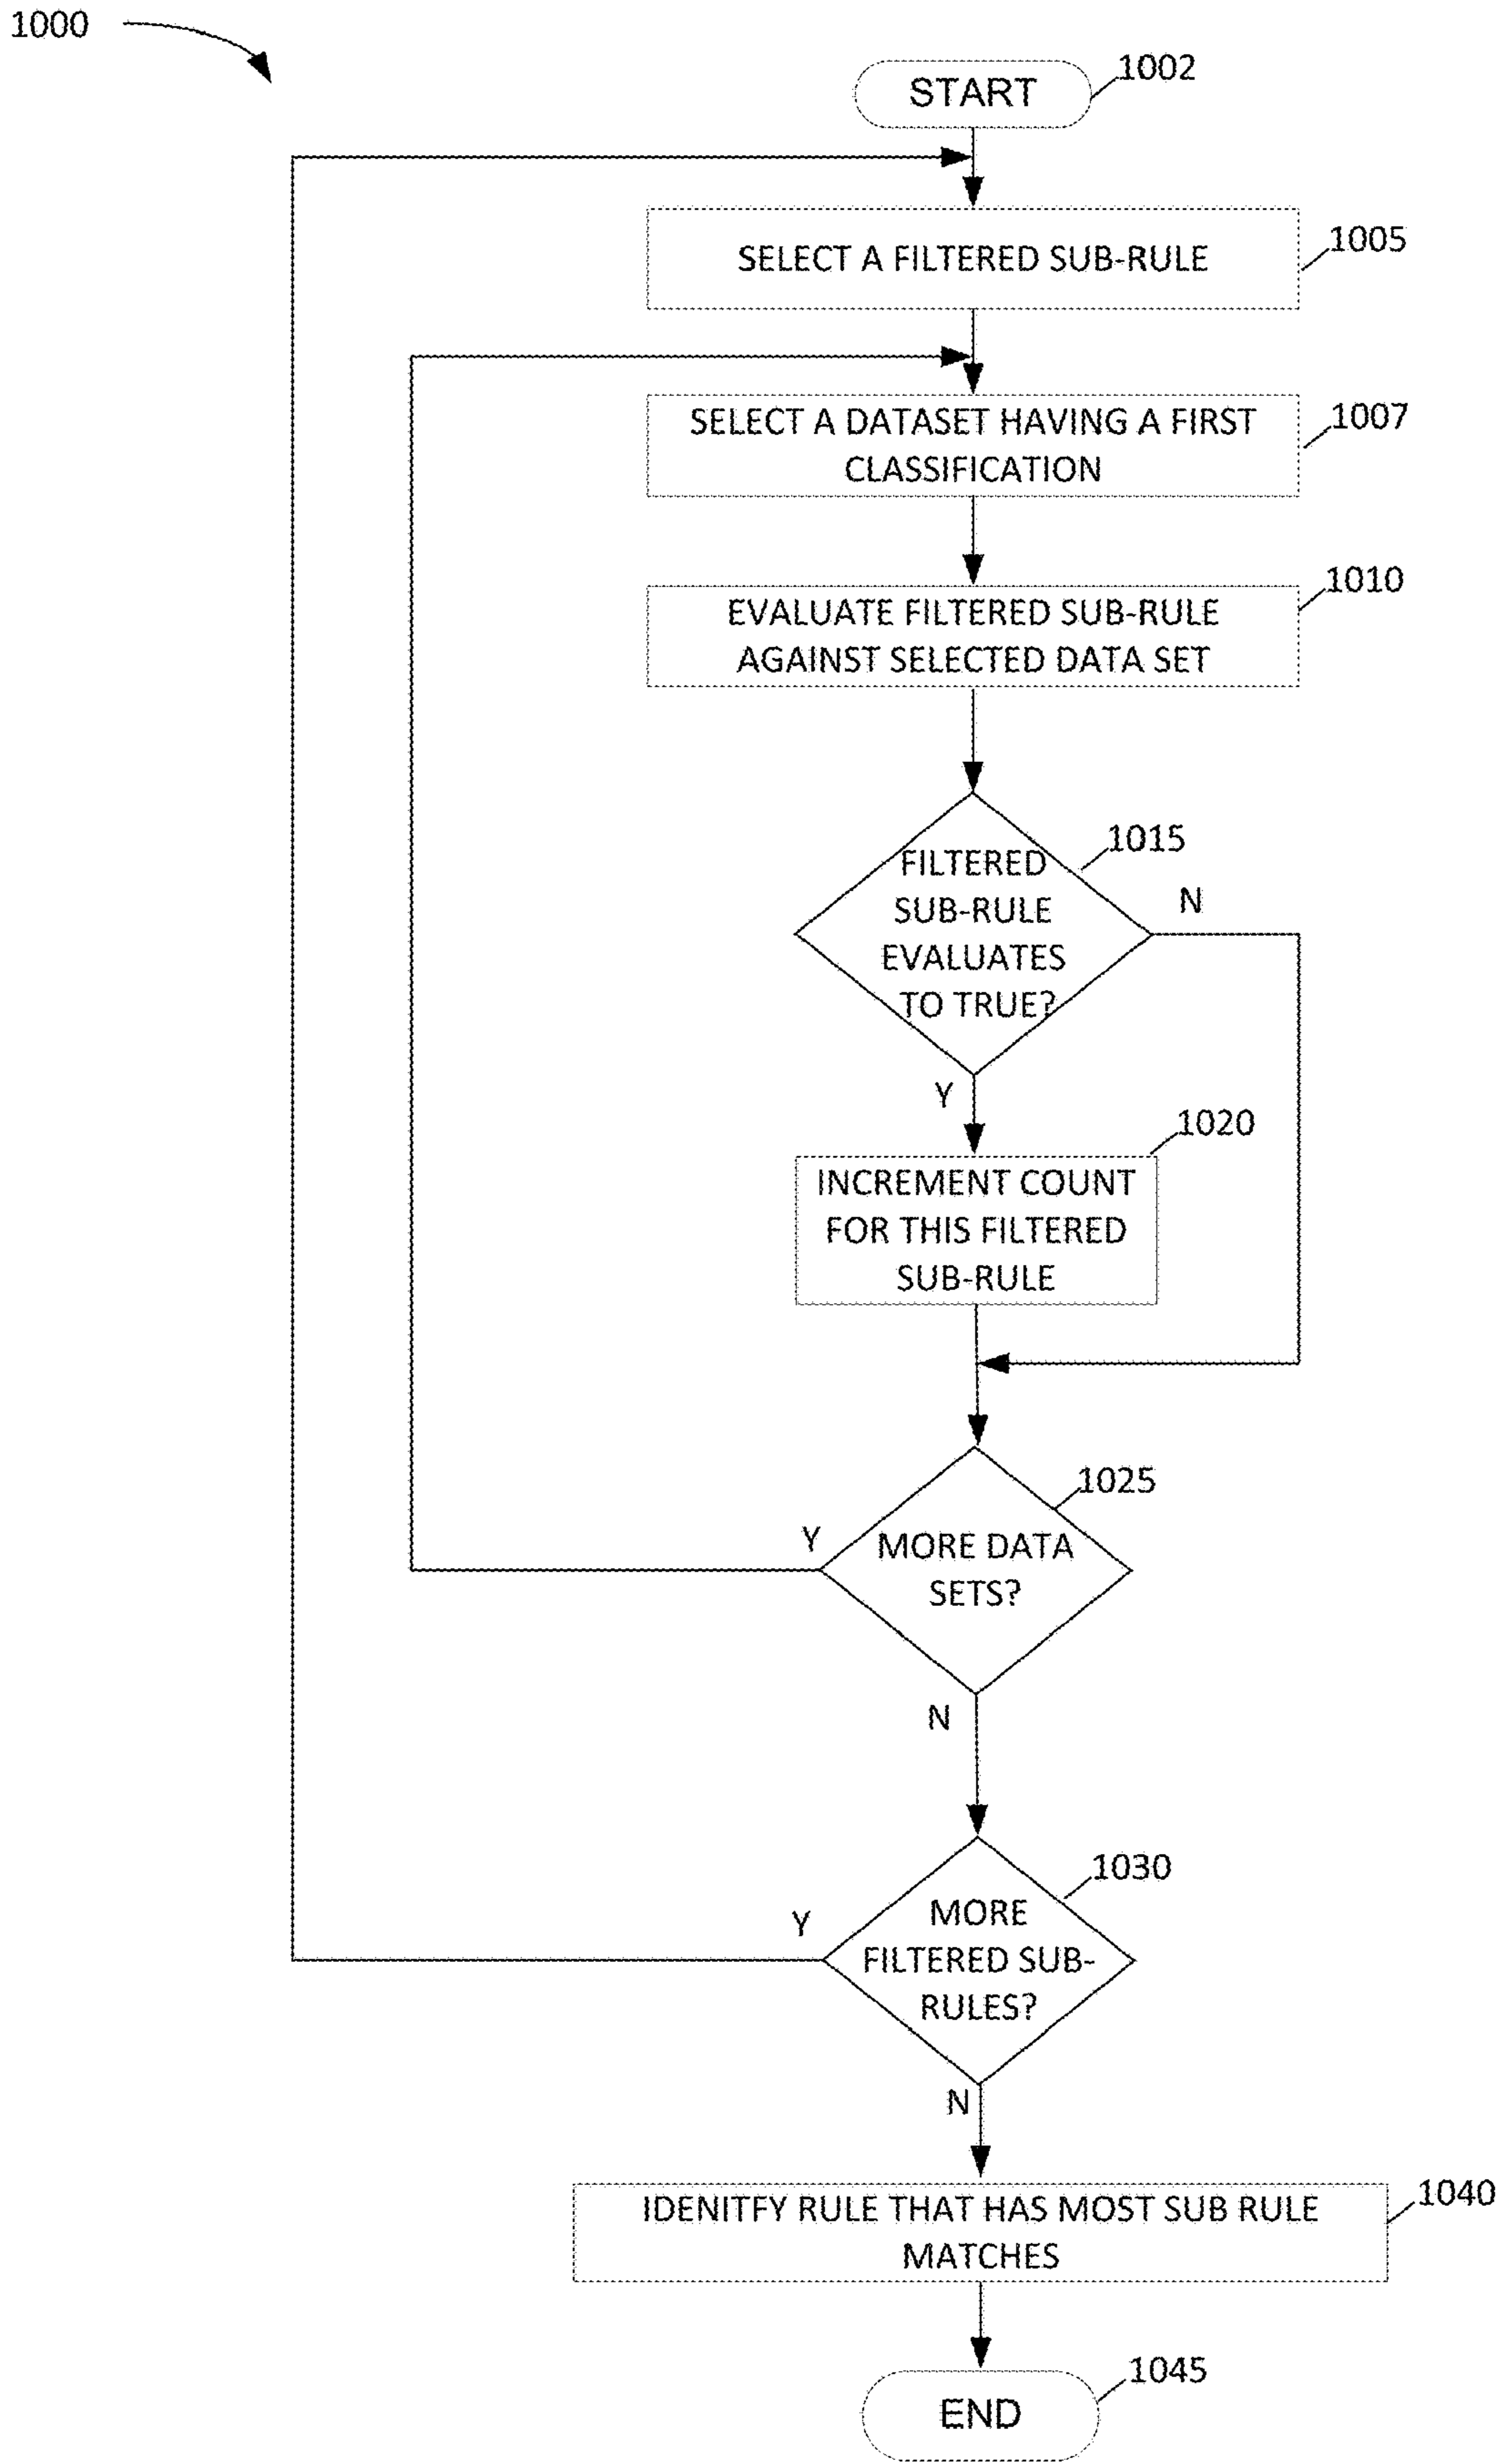 1000
START
1002
SELECT A FILTERED SUB-RULE
1005
SELECT A DATASET HAVING A FIRST
CLASSIFICATION
1007
EVALUATE FILTERED SUB-RULE
AGAINST SELECTED DATA SET
1010
FILTERED
SUB-RULE
EVALUATES
TO TRUE?
1015
N
Y
INCREMENT COUNT
FOR THIS FILTERED
SUB-RULE
1020
MORE DATA
SETS?
1025
Y
N
MORE
FILTERED SUB-
RULES?
1030
Y
N
IDENITFY RULE THAT HAS MOST SUB RULE
MATCHES
1040
END
1045